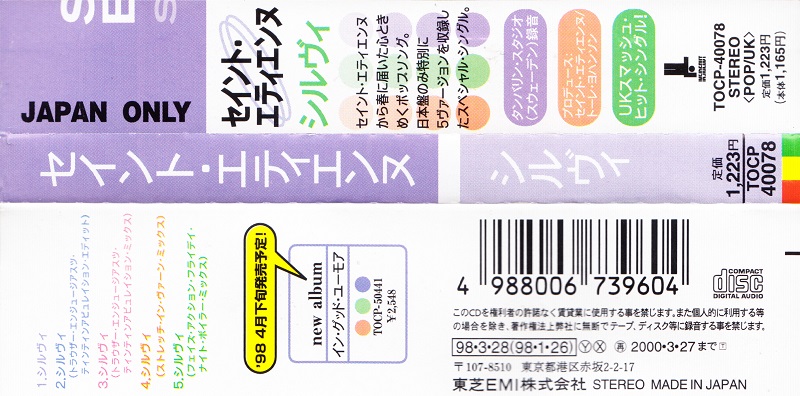 JAPAN ONLY
セイント・
エティエンヌ
シルヴィ
セイント・エティエンヌ
から春に届いた心とき
めくポップソング。
日本盤のみ特別に
5ヴァージョンを収録し
たスペシャル・シングル。
タンバリン・スタジオ
(スウェーデン)録音
プロデュース:
セイント・エティエンヌ/
トーレ・ヨハンソン
UKスマッシュ・
ヒット・シングル!
TOCP-40078
STEREO
〈POP/UK〉
定価1,223円
(本体1,165円)
セイント・エティエンヌ
シルヴィ
定価
1,223円
TOCP
40078
1.シルヴィ
2.シルヴィ
(トラウザー・エンジュージアスツ・
ティンティンアビュレイション・エディット)
3.シルヴィ
(トラウザー・エンジュージアスツ・
ティンティンアビュレイション・ミックス)
4.シルヴィ
(ストレッチ・イン・ヴァーン・ミックス)
5.シルヴィ
(フェイス・アクション・フライデイ・
ナイト・ボイラー・ミックス)
'98 4月下旬発売予定!
new album
イン・グッド・ユーモア
TOCP-50441
¥2,548
4 988006 739604
COMPACT
disc
DIGITAL AUDIO
このCDを権利者の許諾なく賃貸業に使用する事を禁じます。また個人的に利用する等
の場合を除き、著作権法上弊社に無断でテープ、ディスク等に録音する事を禁じます。
98・3・28(98・1・26) Ⓨ Ⓧ 再 2000・3・27まで Ⓣ
〒107-8510 東京都港区赤坂2-2-17
東芝EMI株式会社 STEREO MADE IN JAPAN